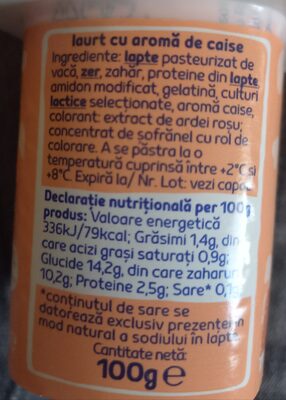 Iaurt cu aromă de caise
Ingrediente: lapte pasteurizat de
vacă, zer, zahăr, proteine din lapte,
amidon modificat, gelatină, culturi
lactice selecționate, aromă caise,
colorant: extract de ardei roșu;
concentrat de șofrănel cu rol de
colorare. A se păstra la o
temperatură cuprinsă între +2°C și
+8°C. Expiră la/ Nr. Lot: vezi capac.
Declarație nutrițională per 100g
produs: Valoare energetică
336kJ/79kcal; Grăsimi 1,4g, din
care acizi grași saturați 0,9g;
Glucide 14,2g, din care zaharuri
10,2g; Proteine 2,5g; Sare*
*conținutul de sare se
datorează exclusiv prezenței în
mod natural a sodiului în lapte
Cantitate netă:
100g e